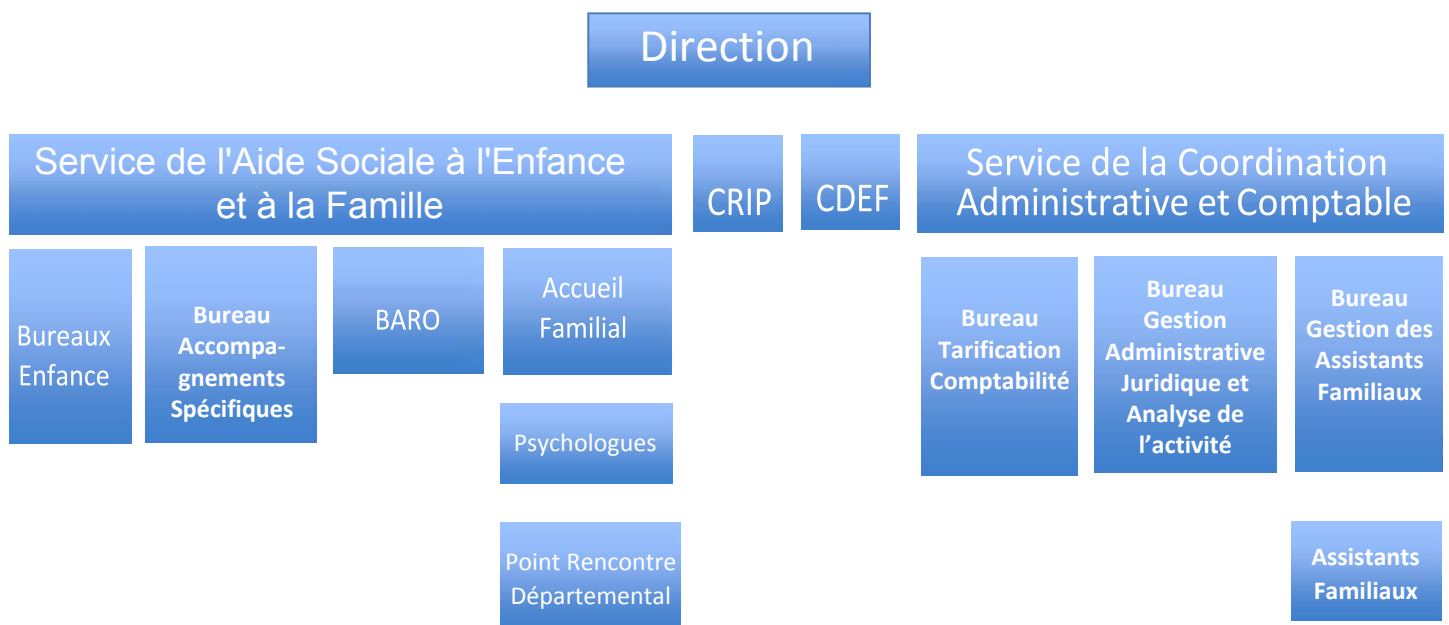 Direction
Service de l'Aide Sociale à l'Enfance
et à la Famille
CRIP
CDEF
Service de la Coordination
Administrative et Comptable
Bureaux
Enfance
Bureau
Accompa-
gnements
Spécifiques
BARO
Accueil
Familial
Psychologues
Point Rencontre
Départemental
Bureau
Tarification
Comptabilité
Bureau
Gestion
Administrative
Juridique et
Analyse de
l’activité
Bureau
Gestion des
Assistants
Familiaux
Assistants
Familiaux